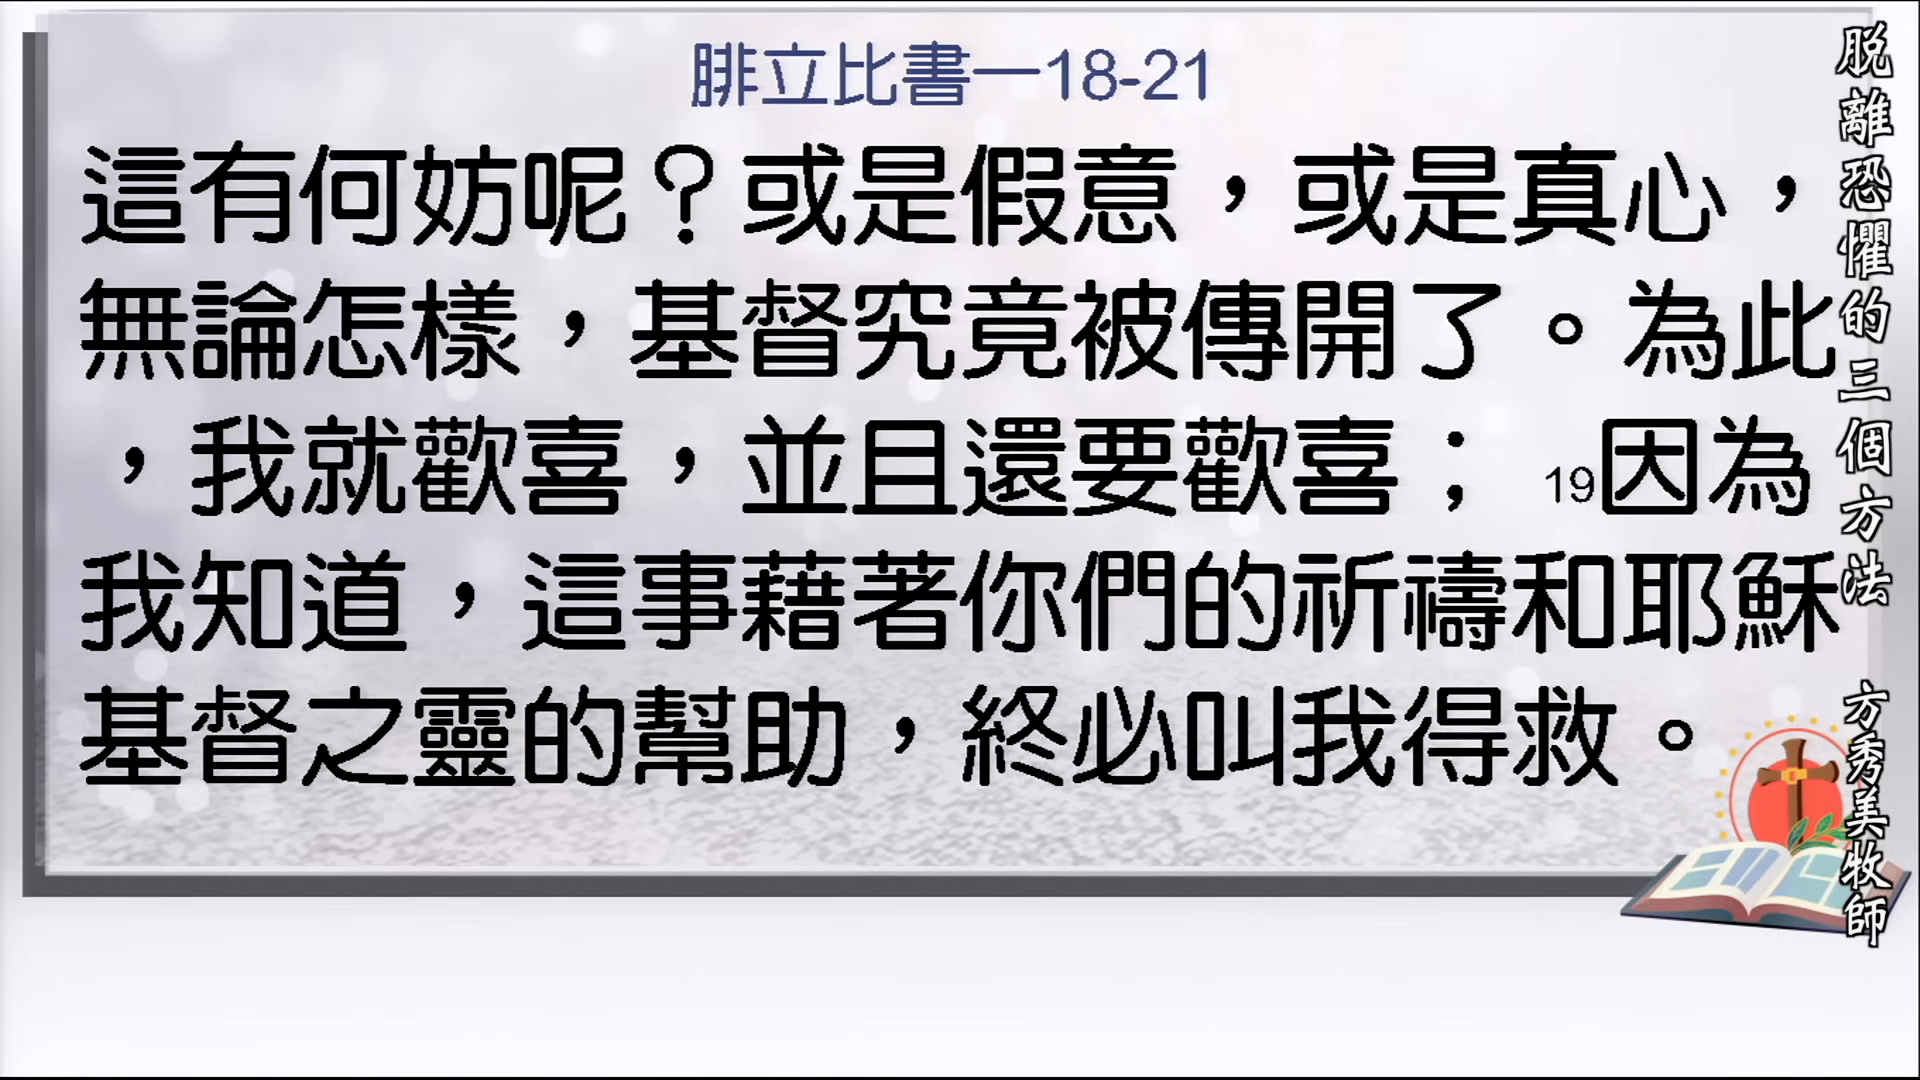 腓立比書一18-21
這有何妨呢？或是假意，或是真心，
無論怎樣，基督究竟被傳開了。為此
，我就歡喜，並且還要歡喜； 19因為
我知道，這事藉著你們的祈禱和耶穌
基督之靈的幫助，終必叫我得救。
脫離恐懼的三個方法 方秀美牧師